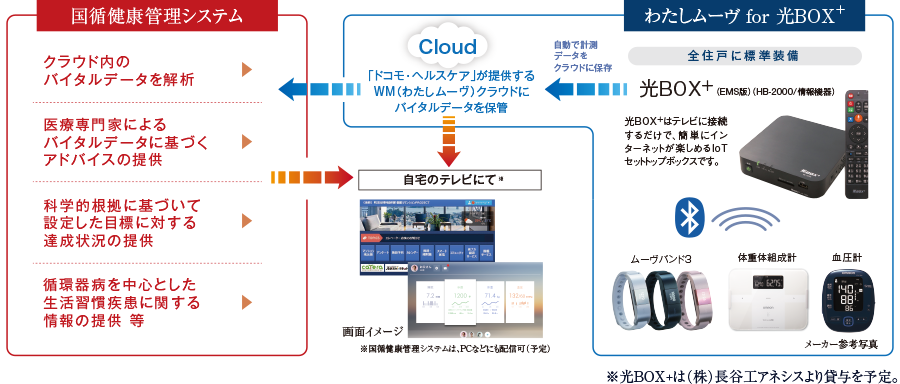 国循健康管理システム
クラウド内の
バイタルデータを解析
医療専門家による
バイタルデータに基づく
アドバイスの提供
科学的根拠に基づいて
設定した目標に対する
達成状況の提供
循環器病を中心とした
生活習慣疾患に関する
情報の提供 等
Cloud
「ドコモ・ヘルスケア」が提供する
WM（わたしムーヴ）クラウドに
バイタルデータを保管
自動で計測
データを
クラウドに保存
自宅のテレビにて※
画面イメージ
※国循健康管理システムは、PCなどにも配信可（予定）
わたしムーヴ for 光BOX+
全住戸に標準装備
光BOX+（EMS版）（HB-2000/情報機器）
光BOX+はテレビに接続
するだけで、簡単にイン
ターネットが楽しめるIoT
セットトップボックスです。
ムーヴバンド3
体重体組成計
血圧計
メーカー参考写真
※光BOX+は（株）長谷工アネシスより貸与を予定。